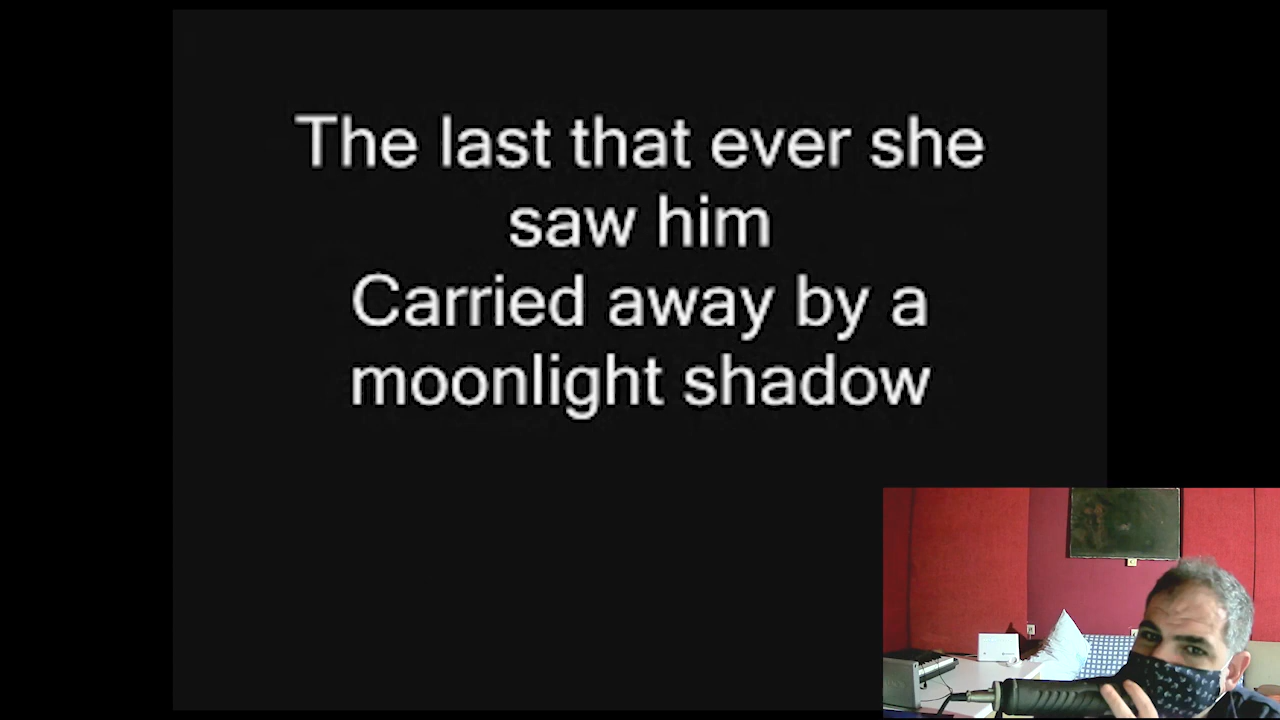 The last that ever she
saw him
Carried away by a
moonlight shadow